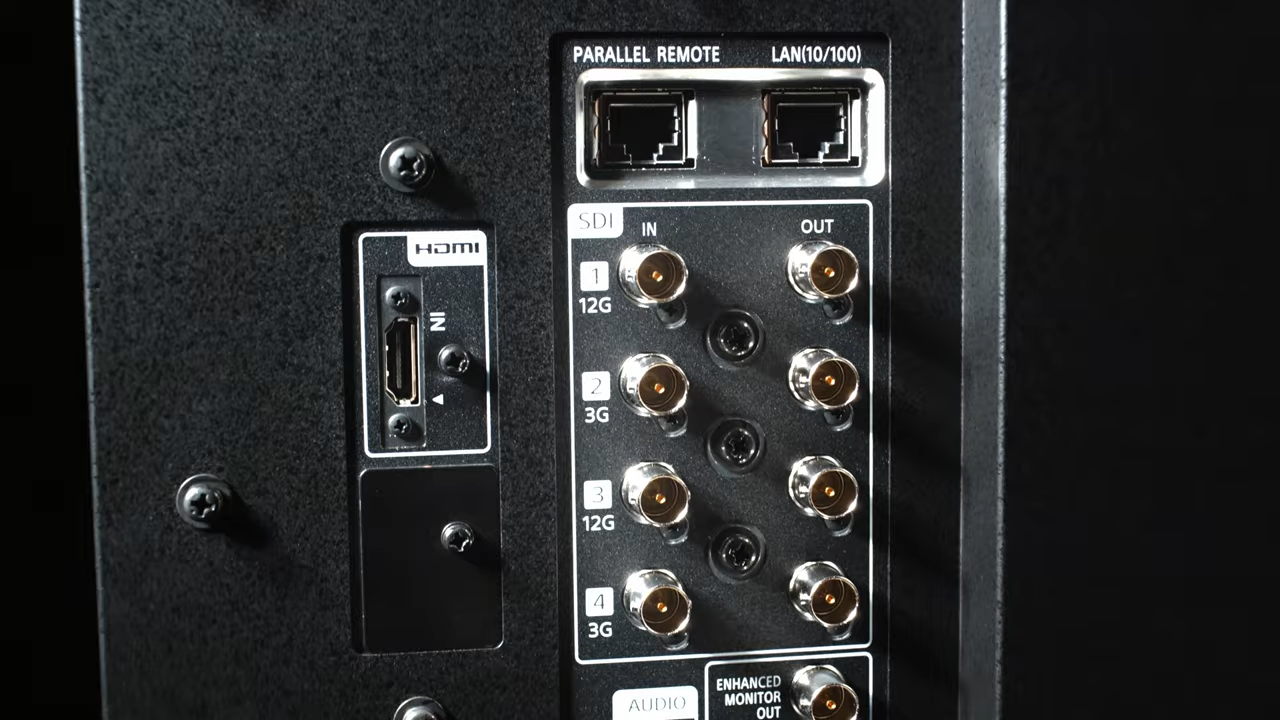 PARALLEL REMOTE
LAN(10/100)
HDMI
IN
SDI
IN
OUT
1
12G
2
3G
3
12G
4
3G
ENHANCED
MONITOR
OUT
AUDIO